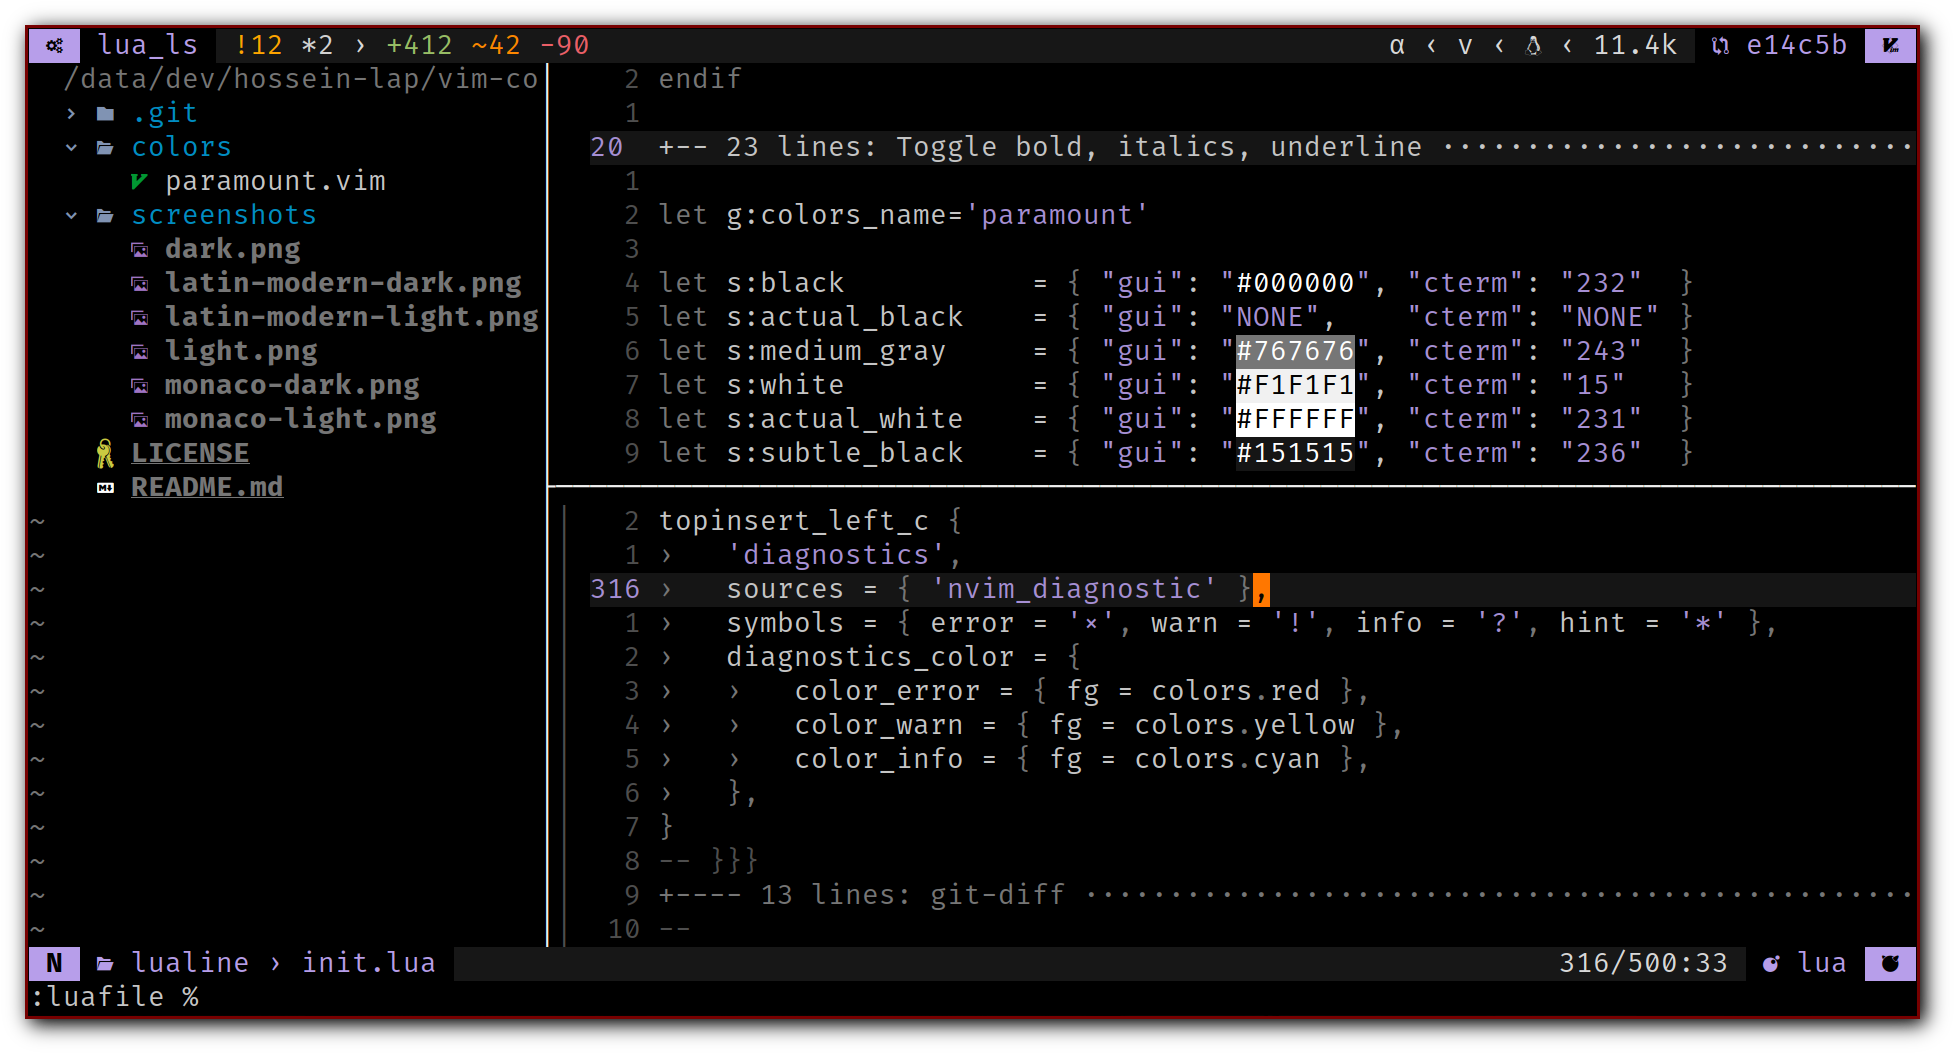 lua_ls !12 *2 › +412 ~42 -90 α ‹ v ‹ ‹ 11.4k e14c5b
/data/dev/hossein-lap/vim-co
› .git
colors
paramount.vim
screenshots
dark.png
latin-modern-dark.png
latin-modern-light.png
light.png
monaco-dark.png
monaco-light.png
LICENSE
README.md
~
~
~
~
~
~
~
~
~
~
~
~
~
2 endif
1
20 +-- 23 lines: Toggle bold, italics, underline ····························
1
2 let g:colors_name='paramount'
3
4 let s:black = { "gui": "#000000", "cterm": "232" }
5 let s:actual_black = { "gui": "NONE", "cterm": "NONE" }
6 let s:medium_gray = { "gui": "#767676", "cterm": "243" }
7 let s:white = { "gui": "#F1F1F1", "cterm": "15" }
8 let s:actual_white = { "gui": "#FFFFFF", "cterm": "231" }
9 let s:subtle_black = { "gui": "#151515", "cterm": "236" }
2 topinsert_left_c {
1 › 'diagnostics',
316 › sources = { 'nvim_diagnostic' },
1 › symbols = { error = '×', warn = '!', info = '?', hint = '*' },
2 › diagnostics_color = {
3 › › color_error = { fg = colors.red },
4 › › color_warn = { fg = colors.yellow },
5 › › color_info = { fg = colors.cyan },
6 › },
7 }
8 -- }}}
9 +---- 13 lines: git-diff ·················································
10 --
N lualine › init.lua 316/500:33 lua
:luafile %